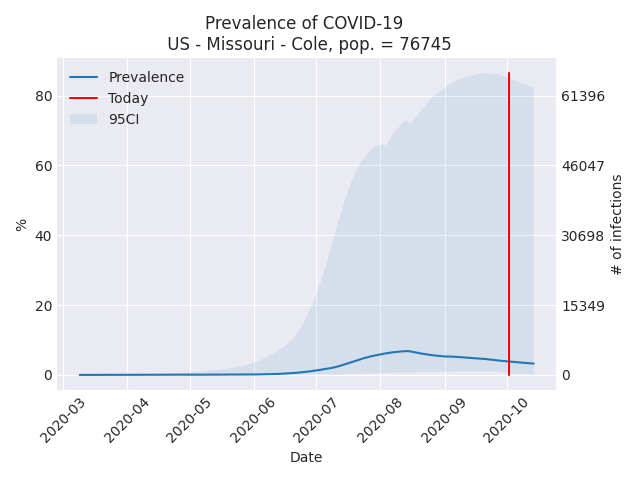 Prevalence of COVID-19
US - Missouri - Cole, pop. = 76745
Prevalence
Today
95CI
80
60
40
20
0
%
61396
46047
30698
15349
0
# of infections
2020-03
2020-04
2020-05
2020-06
2020-07
2020-08
2020-09
2020-10
Date